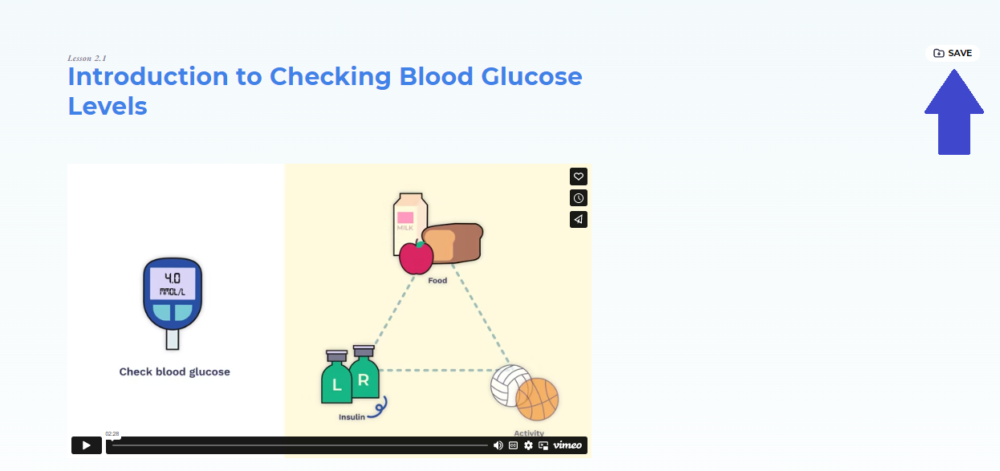 Lesson 2.1
SAVE
Introduction to Checking Blood Glucose
Levels
MILK
4.0
MMOL/L
Food
Check blood glucose
L
R
Insulin
Activity
02:28
CC
vimeo